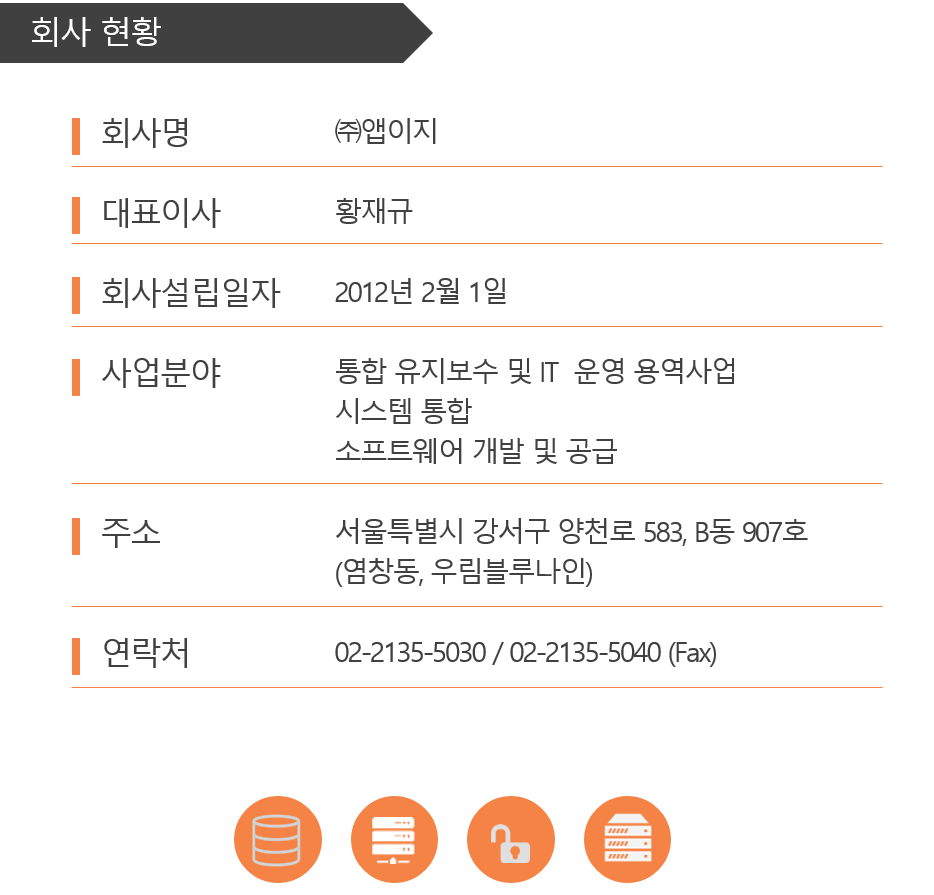 회사 현황
회사명 ㈜앱이지
대표이사 황재규
회사설립일자 2012년 2월 1일
사업분야 통합 유지보수 및 IT 운영 용역사업
시스템 통합
소프트웨어 개발 및 공급
주소 서울특별시 강서구 양천로 583, B동 907호
(염창동, 우림블루나인)
연락처 02-2135-5030 / 02-2135-5040 (Fax)